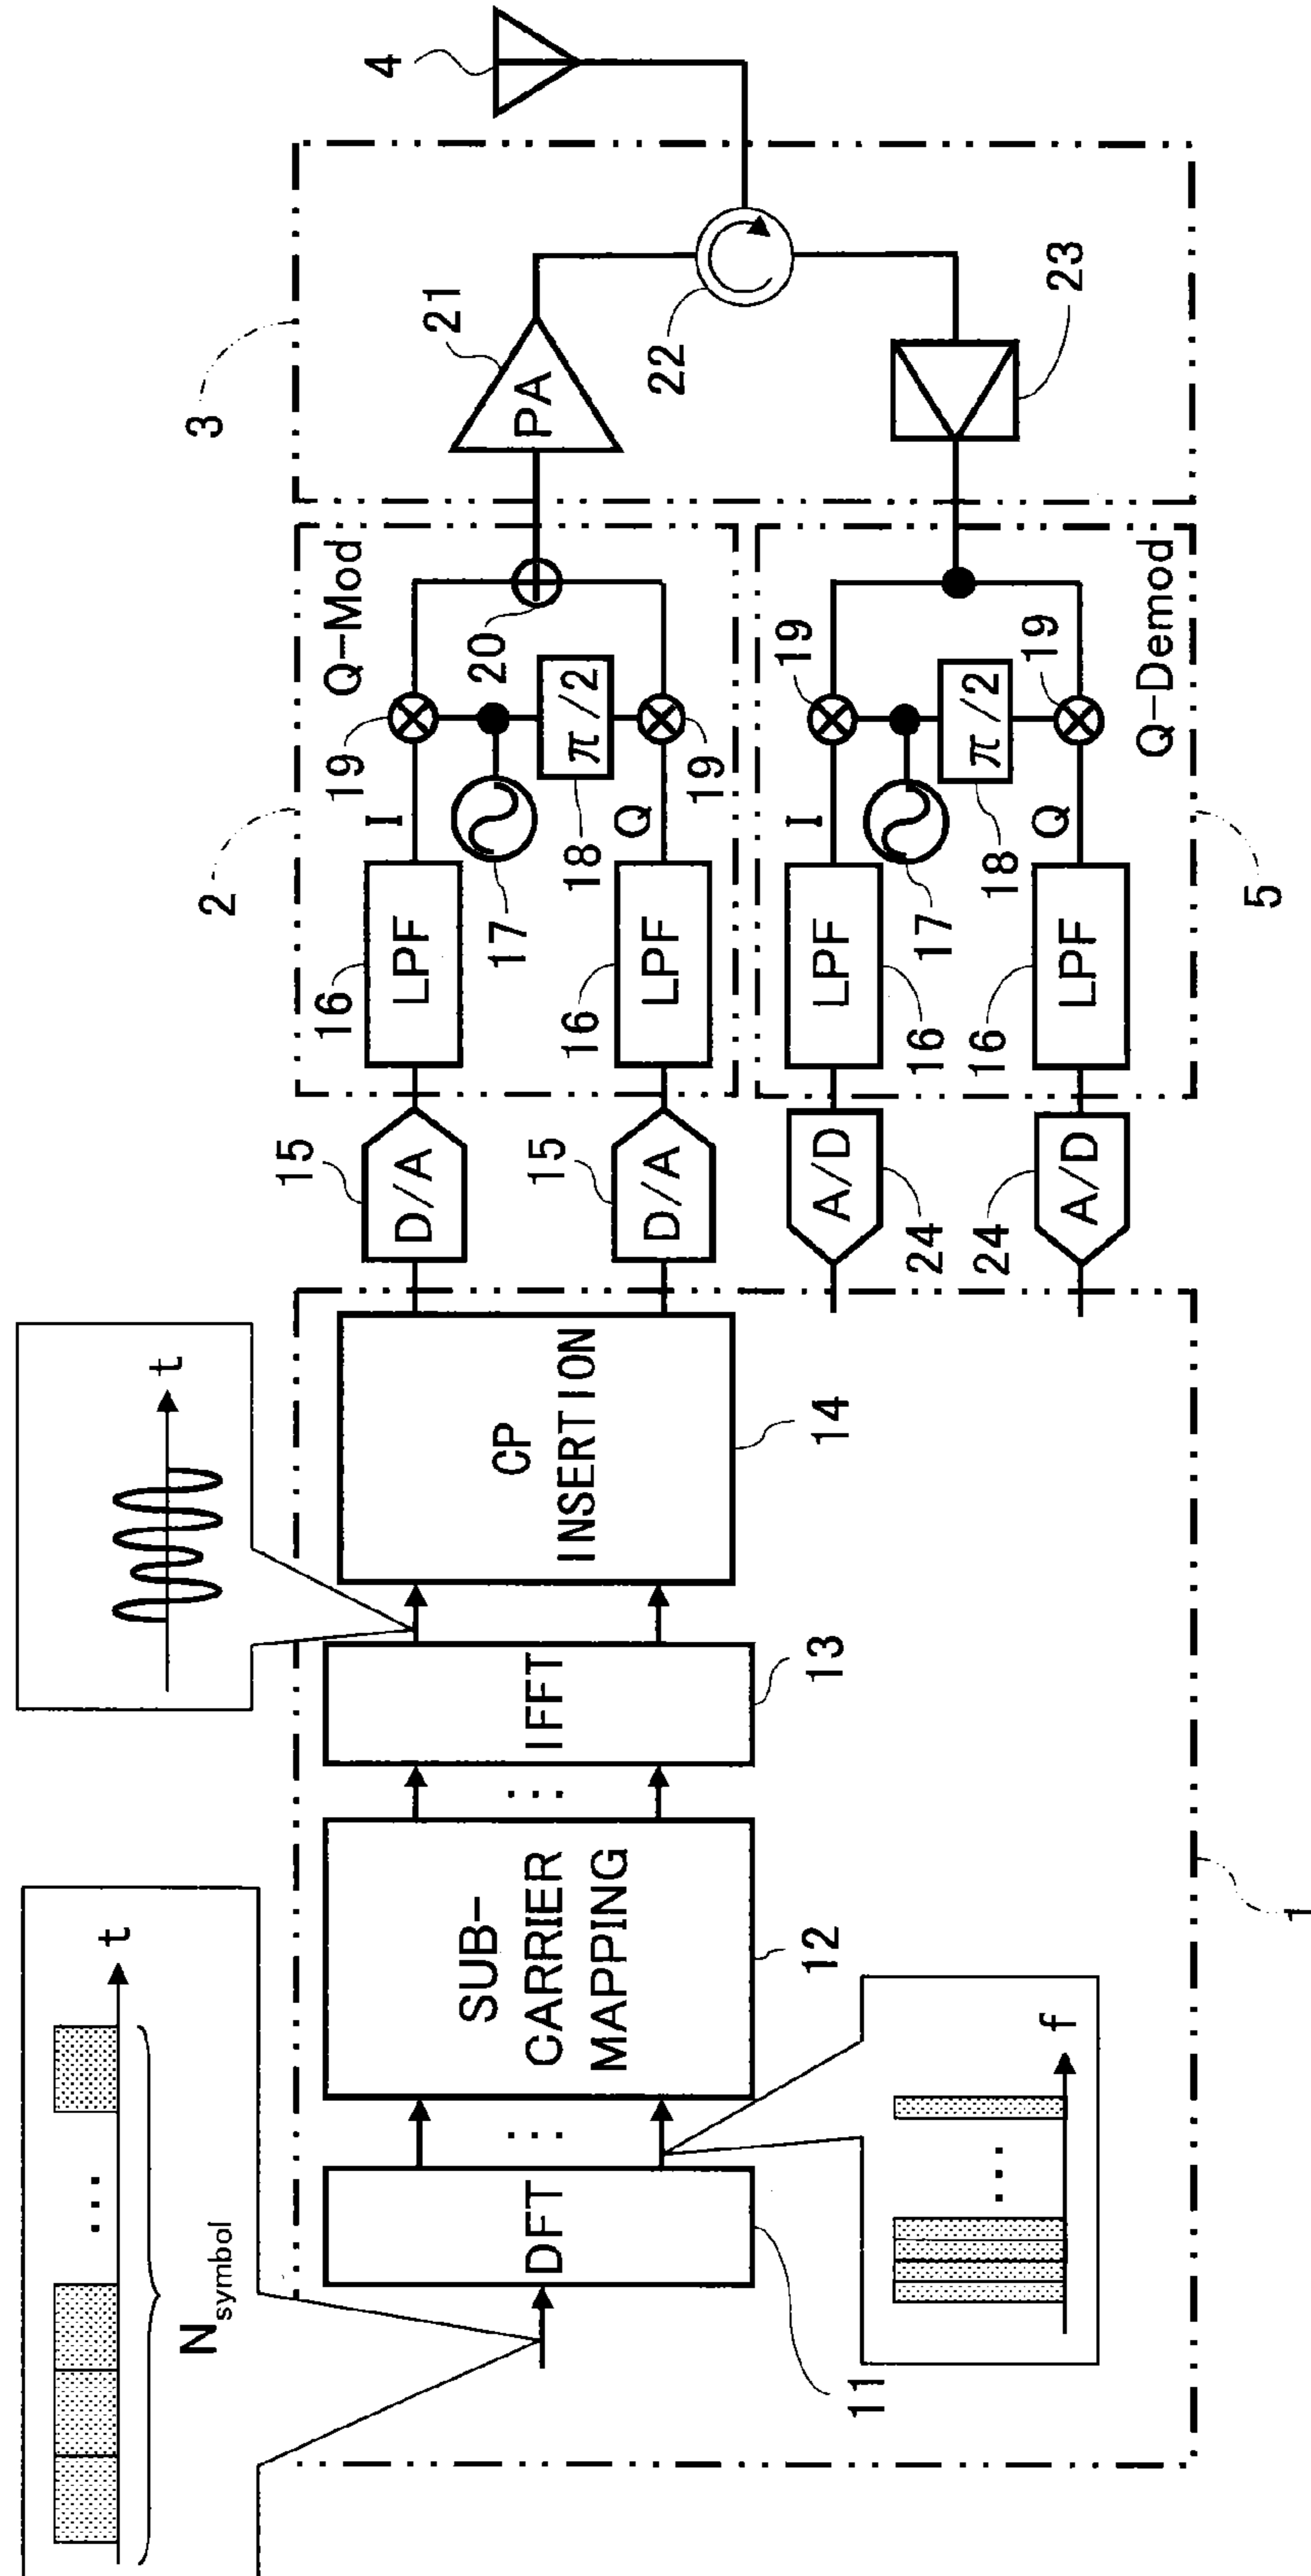 N symbol
t
DFT
11
f
SUB-
CARRIER
MAPPING
12
IFFT
13
t
CP
INSERTION
14
1
D/A
15
D/A
15
A/D
24
A/D
24
2
Q-Mod
LPF
16
I
19
17
π/2
18
20
LPF
16
Q
19
5
Q-Demod
LPF
16
I
19
17
π/2
18
LPF
16
Q
19
3
PA
21
22
23
4